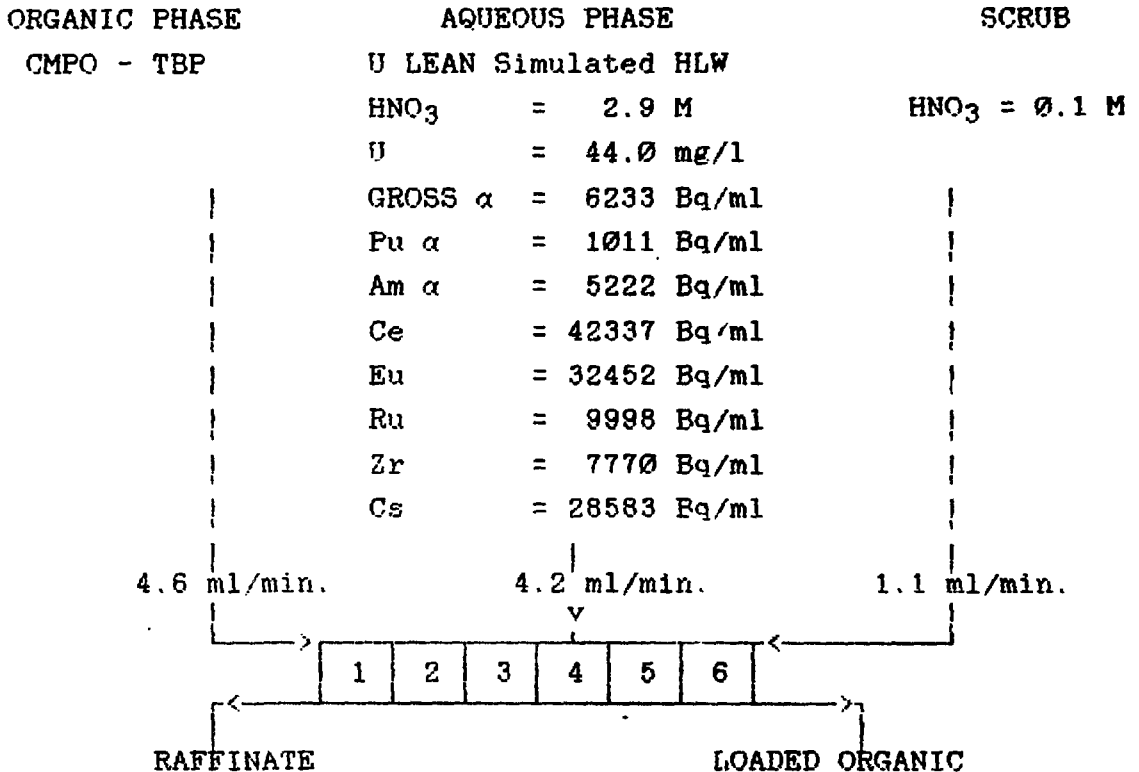 ORGANIC PHASE AQUEOUS PHASE SCRUB
CMPO - TBP U LEAN Simulated HLW
HNO3 = 2.9 M HNO3 = 0.1 M
U = 44.0 mg/l
GROSS α = 6233 Bq/ml
Pu α = 1011 Bq/ml
Am α = 5222 Bq/ml
Ce = 42337 Bq/ml
Eu = 32452 Bq/ml
Ru = 9998 Bq/ml
Zr = 7770 Bq/ml
Cs = 28583 Bq/ml
4.6 ml/min. 4.2 ml/min. 1.1 ml/min.
1 2 3 4 5 6
RAFFINATE LOADED ORGANIC